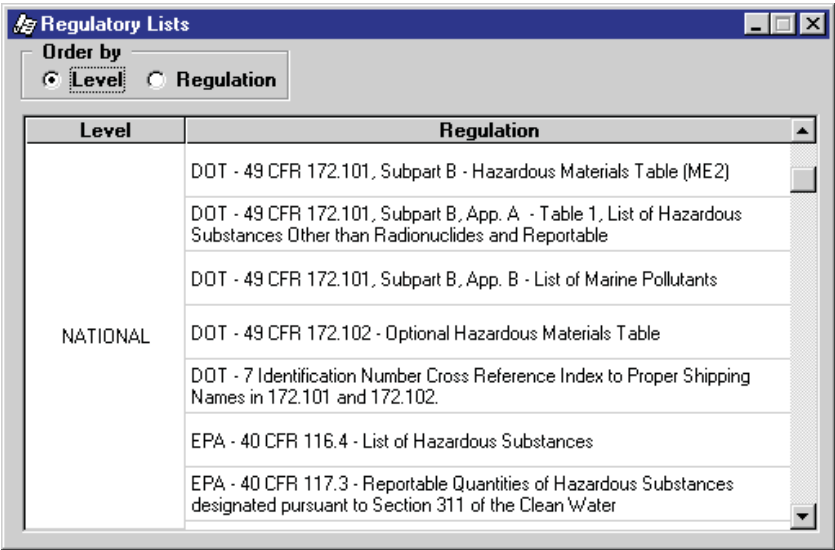 Regulatory Lists
Order by
Level Regulation
Level Regulation
DOT - 49 CFR 172.101, Subpart B - Hazardous Materials Table (ME2)
DOT - 49 CFR 172.101, Subpart B, App. A - Table 1, List of Hazardous
Substances Other than Radionuclides and Reportable
DOT - 49 CFR 172.101, Subpart B, App. B - List of Marine Pollutants
NATIONAL
DOT - 49 CFR 172.102 - Optional Hazardous Materials Table
DOT - 7 Identification Number Cross Reference Index to Proper Shipping
Names in 172.101 and 172.102.
EPA - 40 CFR 116.4 - List of Hazardous Substances
EPA - 40 CFR 117.3 - Reportable Quantities of Hazardous Substances
designated pursuant to Section 311 of the Clean Water